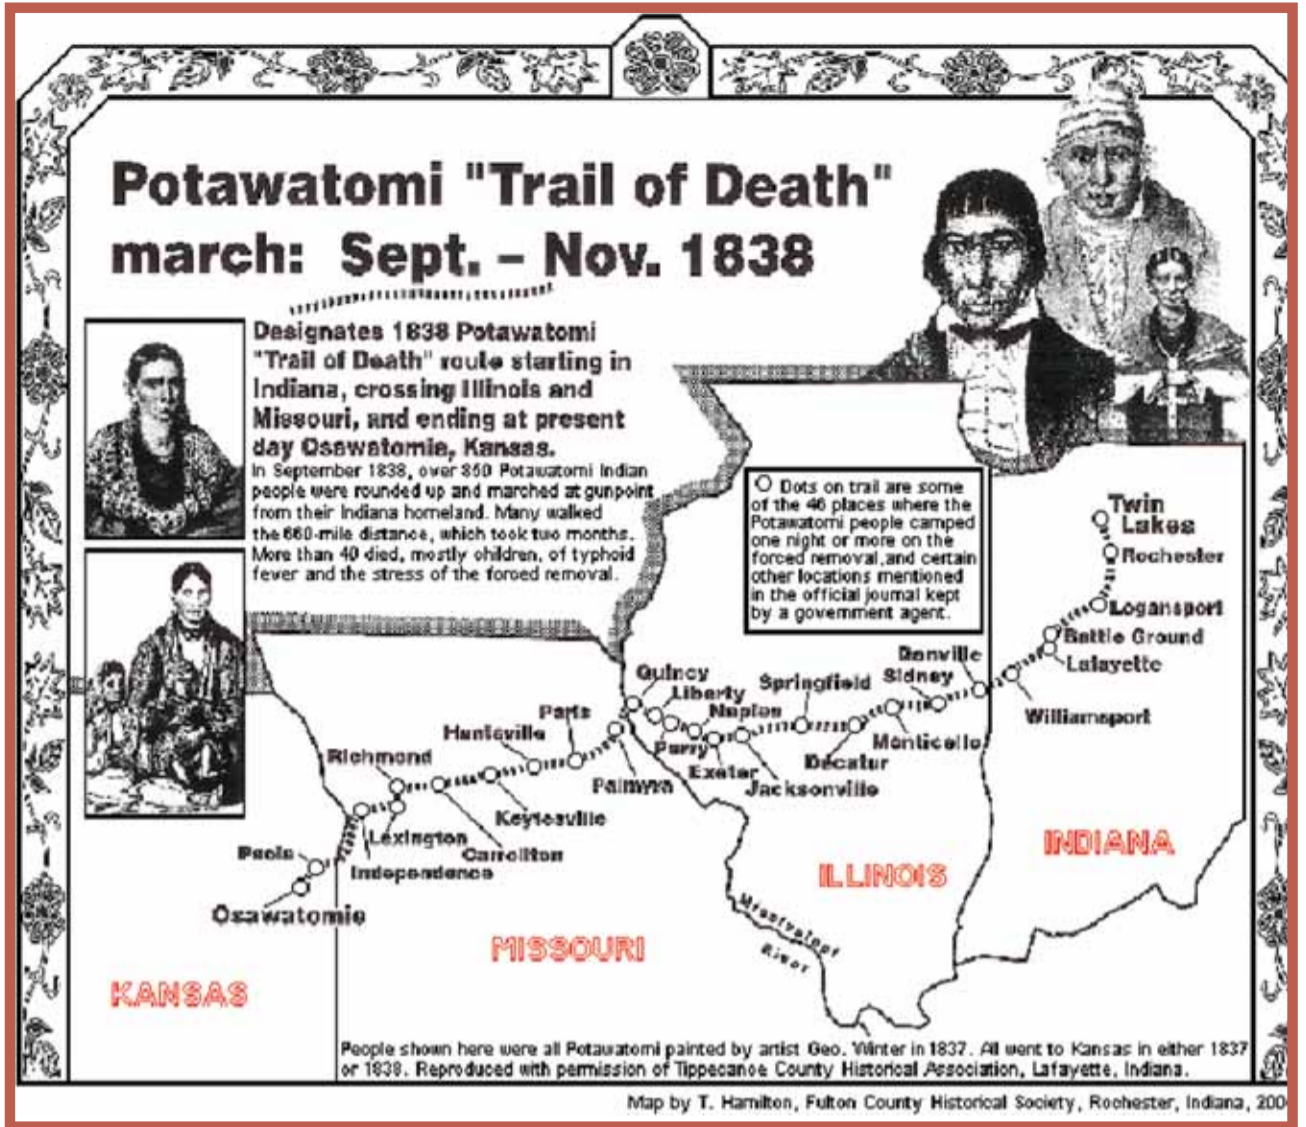 Potawatomi "Trail of Death"
march: Sept. – Nov. 1838
Designates 1838 Potawatomi
"Trail of Death" route starting in
Indiana, crossing Illinois and
Missouri, and ending at present
day Osawatomie, Kansas.
In September 1838, over 850 Potawatomi Indian
people were rounded up and marched at gunpoint
from their Indiana homeland. Many walked
the 660-mile distance, which took two months.
More than 40 died, mostly children, of typhoid
fever and the stress of the forced removal.
O Dots on trail are some
of the 46 places where the
Potawatomi people camped
one night or more on the
forced removal, and certain
other locations mentioned
in the official journal kept
by a government agent.
Twin
Lakes
Rochester
Logansport
Battle Ground
Lafayette
Williamsport
Danville
Sidney
Monticello
Decatur
Springfield
Jacksonville
Exeter
Naples
Perry
Liberty
Quincy
Palmyra
Paris
Huntsville
Keytesville
Carrollton
Richmond
Lexington
Independence
Paola
Osawatomie
INDIANA
ILLINOIS
MISSOURI
KANSAS
Mississippi
River
People shown here were all Potawatomi painted by artist Geo. Winter in 1837. All went to Kansas in either 1837
or 1838. Reproduced with permission of Tippecanoe County Historical Association, Lafayette, Indiana.
Map by T. Hamilton, Fulton County Historical Society, Rochester, Indiana,